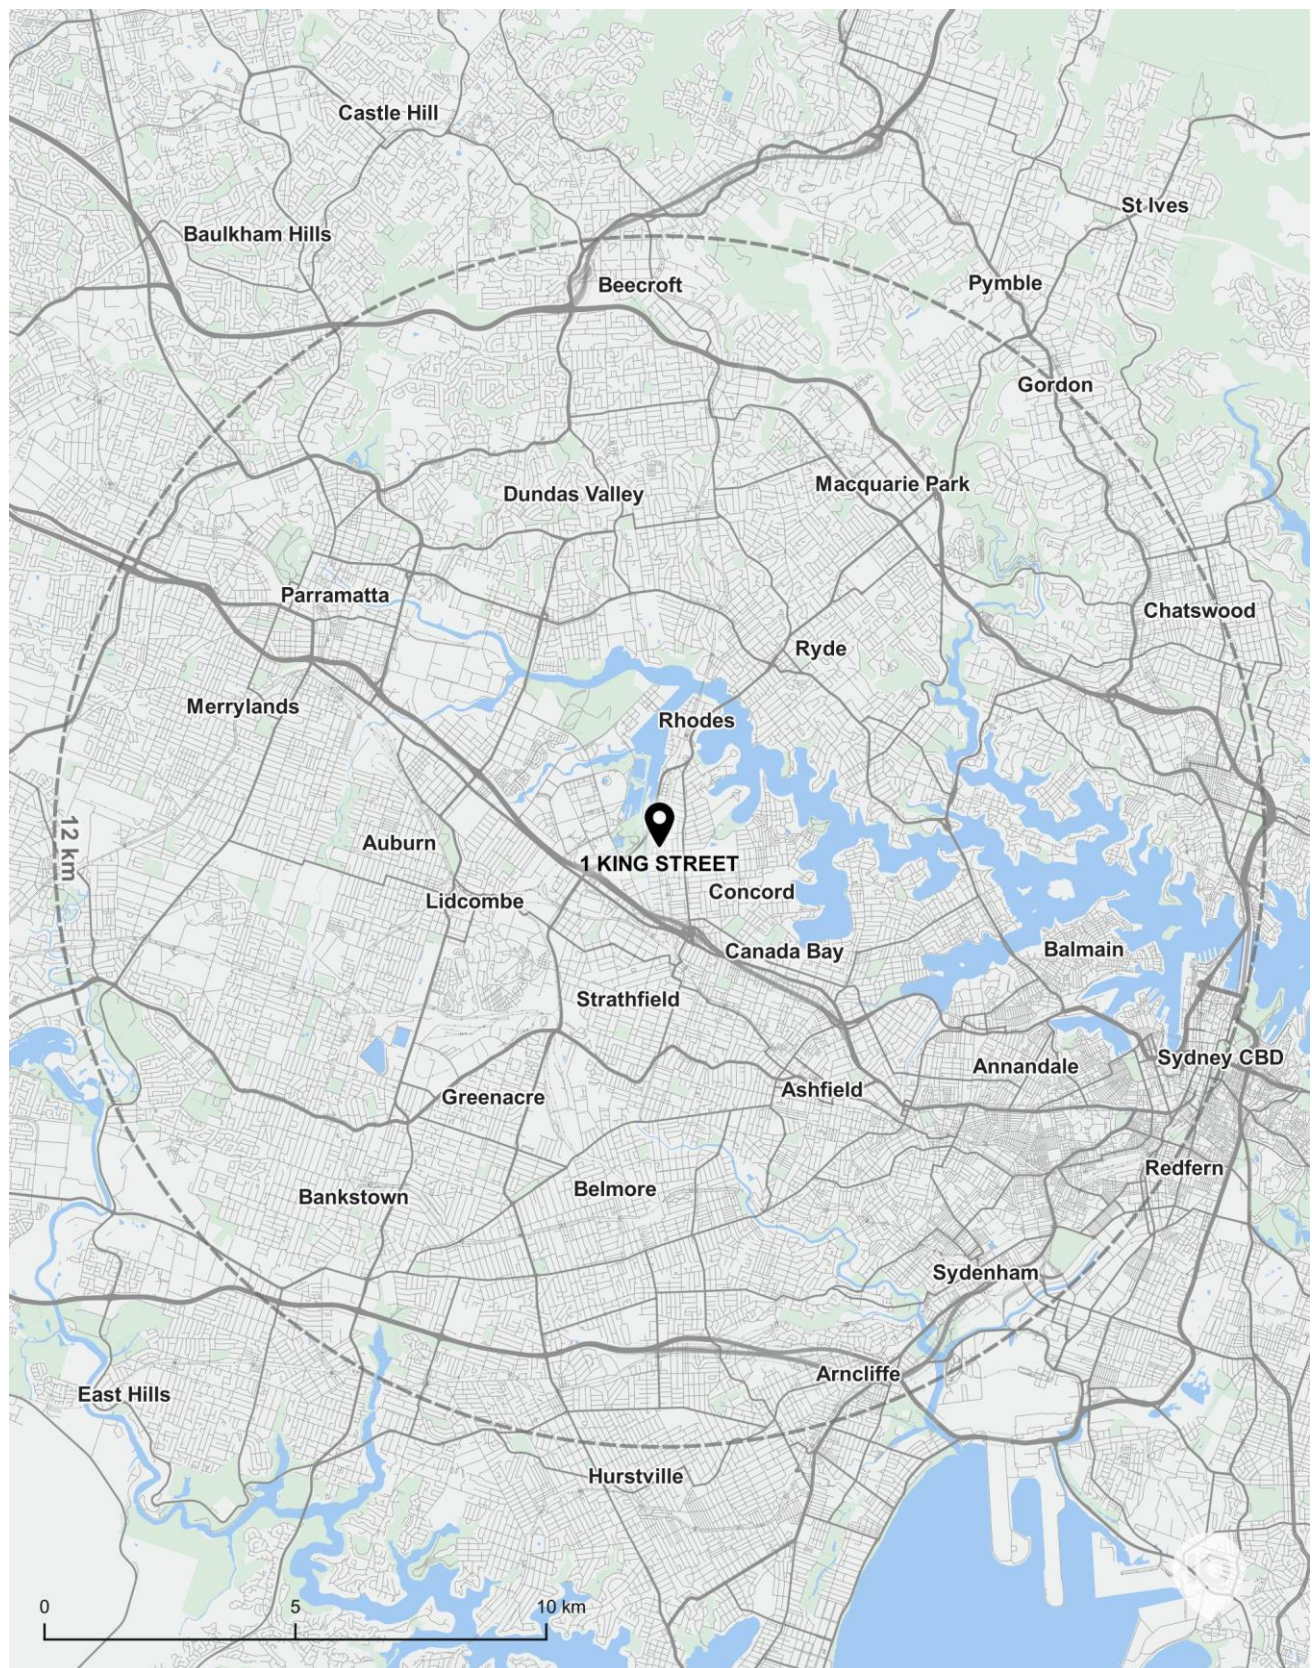 Castle Hill
St Ives
Baulkham Hills
Beecroft
Pymble
Gordon
Macquarie Park
Dundas Valley
Parramatta
Chatswood
Ryde
Merrylands
Rhodes
12 km
Auburn
1 KING STREET
Concord
Lidcombe
Canada Bay
Balmain
Strathfield
Sydney CBD
Annandale
Ashfield
Greenacre
Redfern
Belmore
Bankstown
Sydenham
Arncliffe
East Hills
Hurstville
0 5 10 km